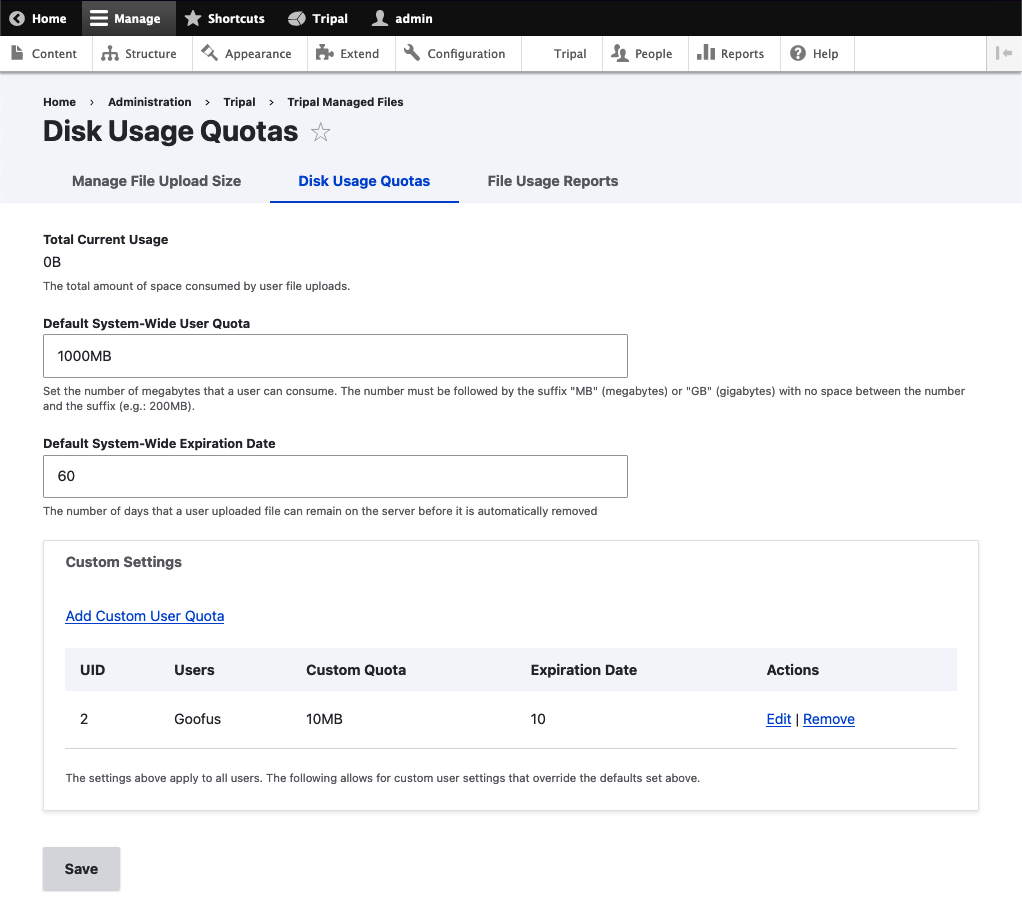 Home Manage Shortcuts Tripal admin
Content Structure Appearance Extend Configuration Tripal People Reports Help
Home › Administration › Tripal › Tripal Managed Files
Disk Usage Quotas
Manage File Upload Size Disk Usage Quotas File Usage Reports
Total Current Usage
0B
The total amount of space consumed by user file uploads.
Default System-Wide User Quota
1000MB
Set the number of megabytes that a user can consume. The number must be followed by the suffix "MB" (megabytes) or "GB" (gigabytes) with no space between the number
and the suffix (e.g.: 200MB).
Default System-Wide Expiration Date
60
The number of days that a user uploaded file can remain on the server before it is automatically removed
Custom Settings
Add Custom User Quota
UID Users Custom Quota Expiration Date Actions
2 Goofus 10MB 10 Edit | Remove
The settings above apply to all users. The following allows for custom user settings that override the defaults set above.
Save